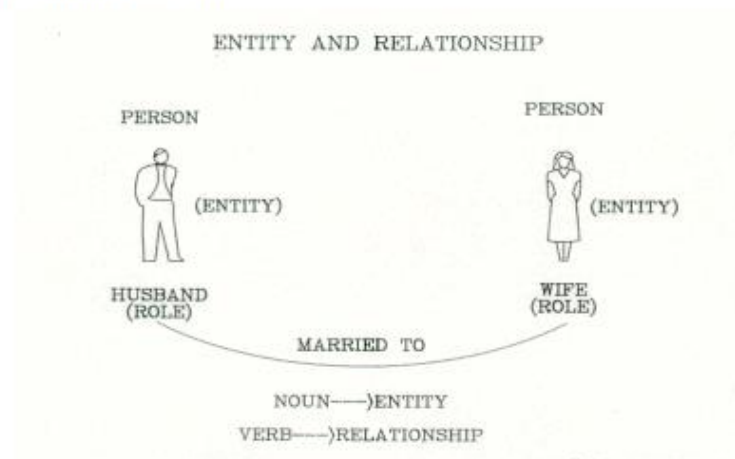 ENTITY AND RELATIONSHIP
PERSON
PERSON
(ENTITY)
(ENTITY)
HUSBAND
(ROLE)
WIFE
(ROLE)
MARRIED TO
NOUN---->ENTITY
VERB---->RELATIONSHIP